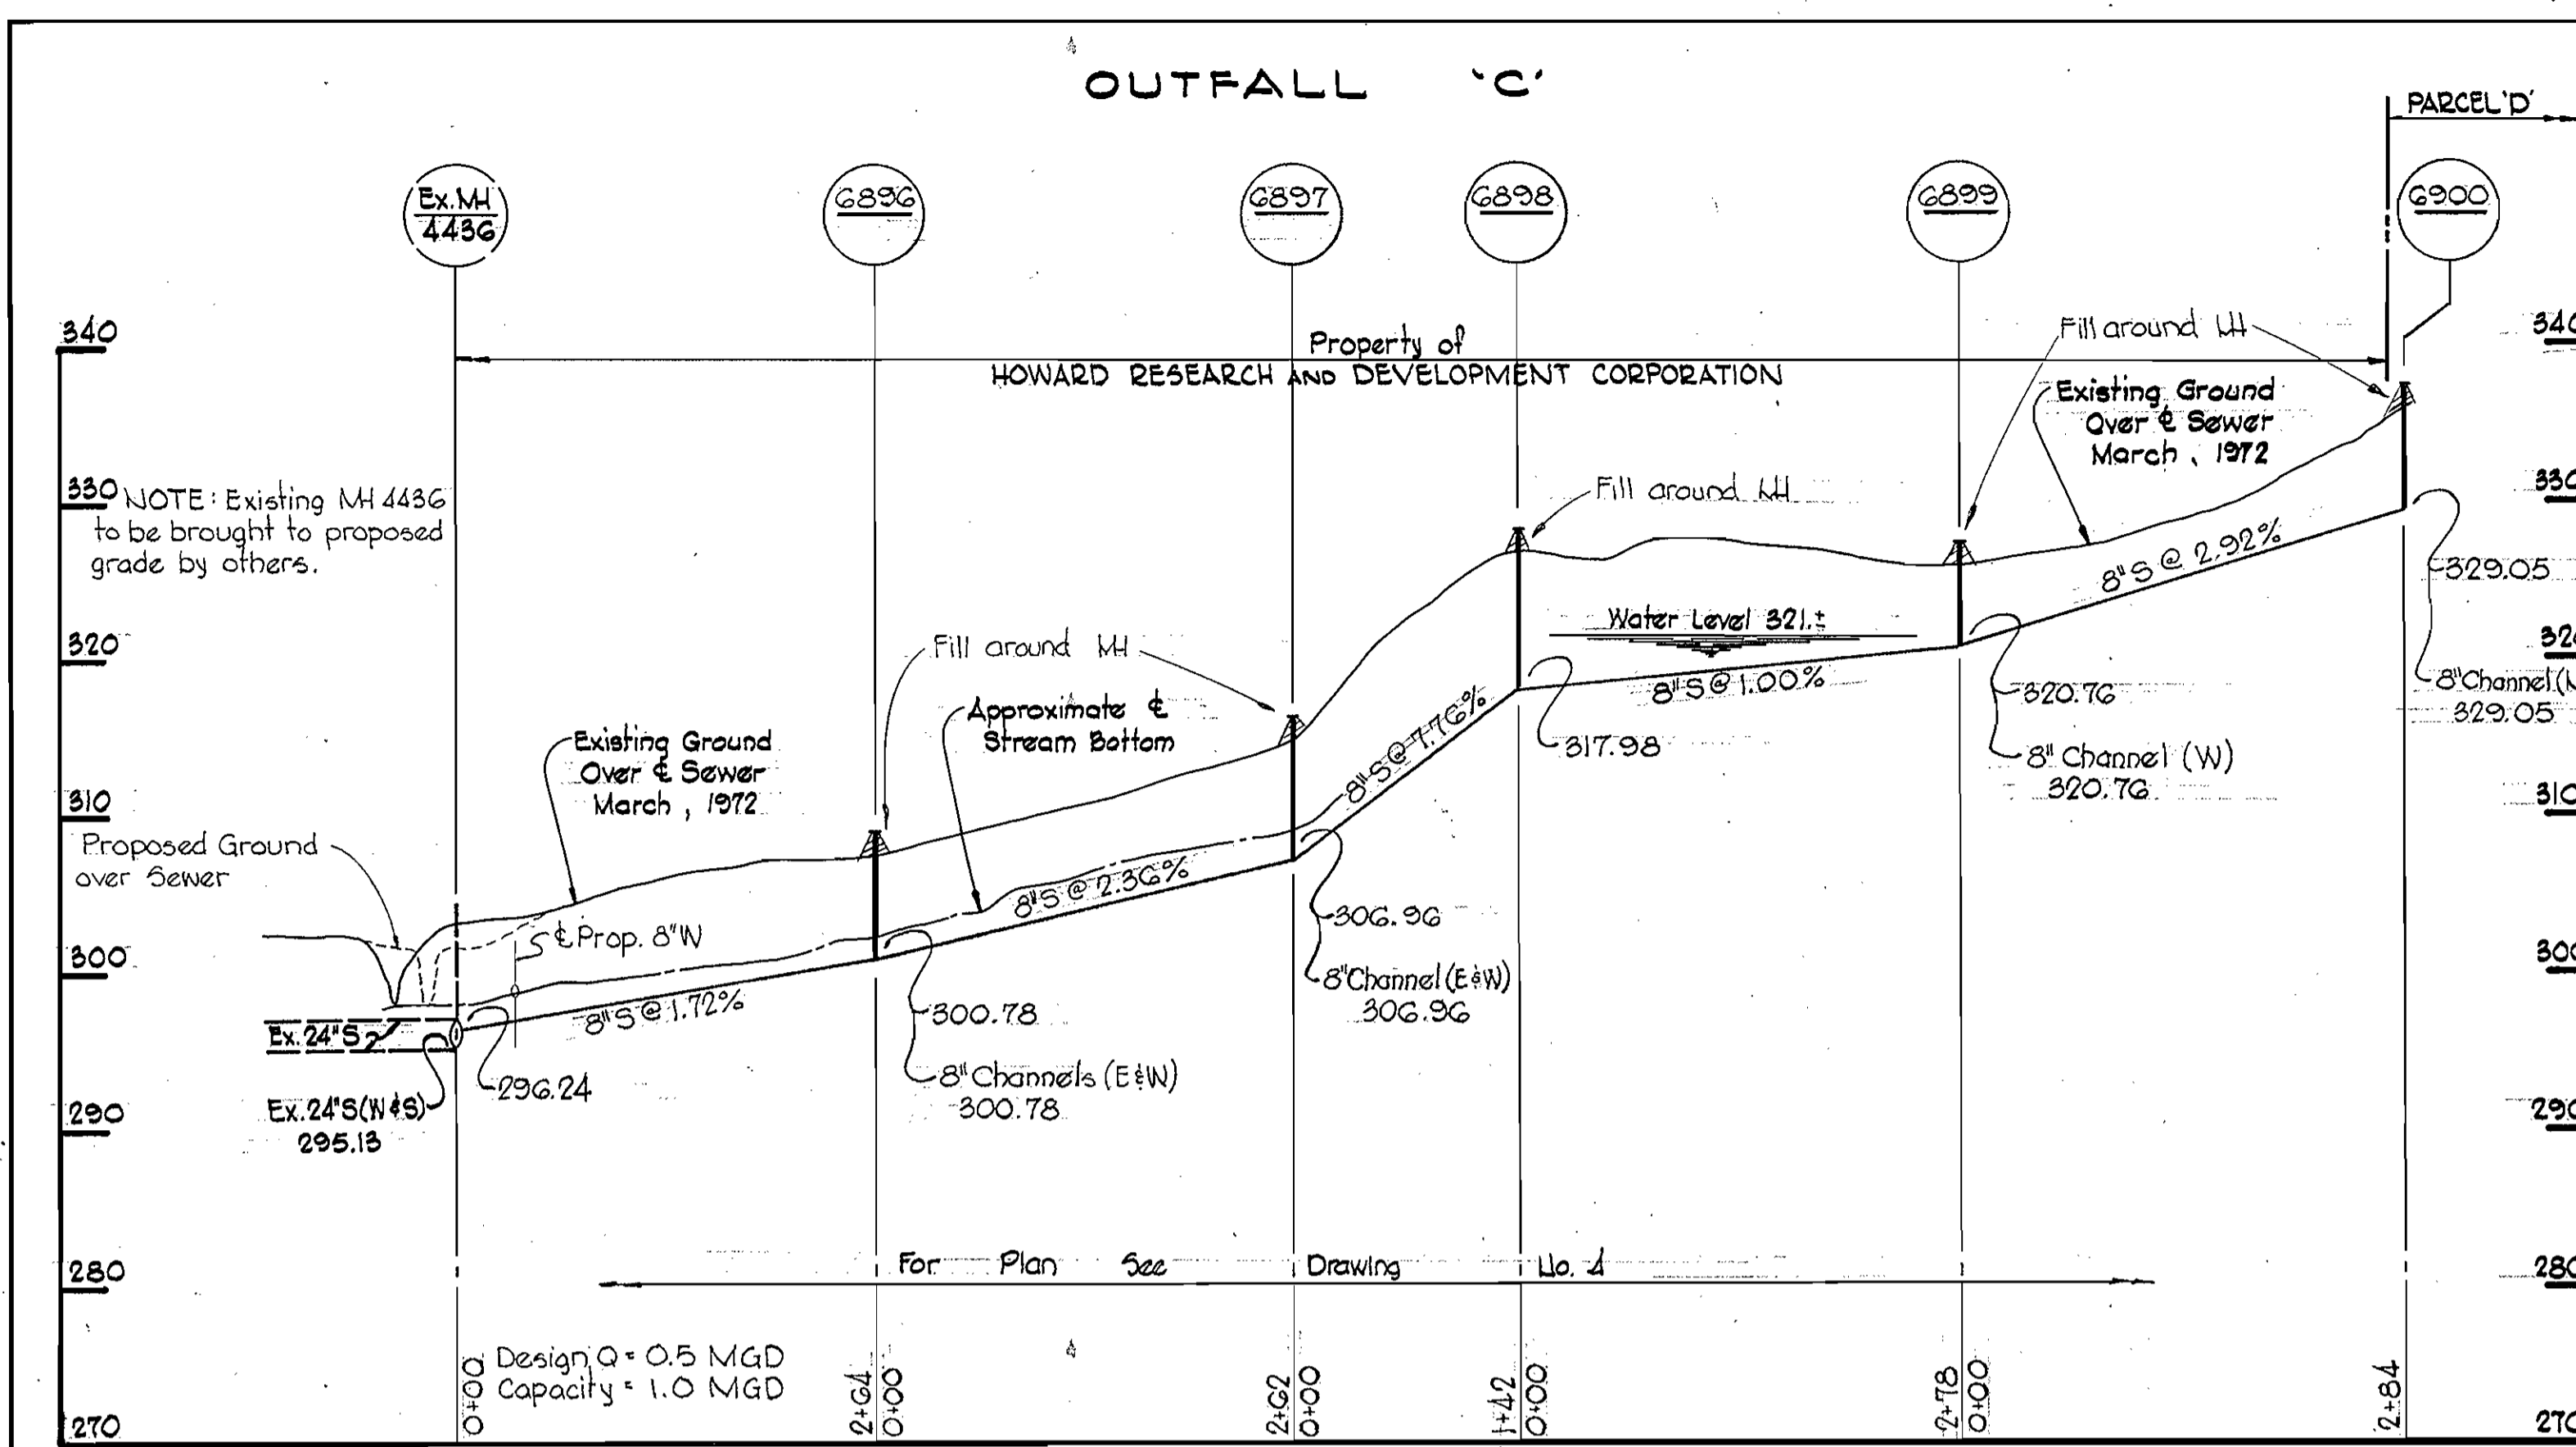 OUTFALL 'C'
PARCEL 'D'
Ex. MH
4436
6896
6897
6898
6899
6900
340
330
320
310
300
290
280
270
Property of
HOWARD RESEARCH AND DEVELOPMENT CORPORATION
NOTE: Existing MH 4436
to be brought to proposed
grade by others.
Fill around MH
Existing Ground
Over ℄ Sewer
March, 1972
Fill around MH
Water Level 321.±
Fill around MH
Approximate ℄
Stream Bottom
Existing Ground
Over ℄ Sewer
March, 1972
Proposed Ground
over Sewer
℄ Prop. 8"W
Ex. 24"S
Ex. 24"S (W&S)
295.13
296.24
8"S @ 1.72%
300.78
8" Channels (E&W)
300.78
8"S @ 2.36%
306.96
8" Channel (E&W)
306.96
8"S @ 7.76%
317.98
8"S @ 1.00%
320.76
8" Channel (W)
320.76
8"S @ 2.92%
329.05
8" Channel
329.05
For Plan See Drawing No. 4
Design Q = 0.5 MGD
Capacity = 1.0 MGD
0+00
2+64
0+00
2+62
0+00
1+42
0+00
2+78
0+00
2+84
330
310
290
280
270